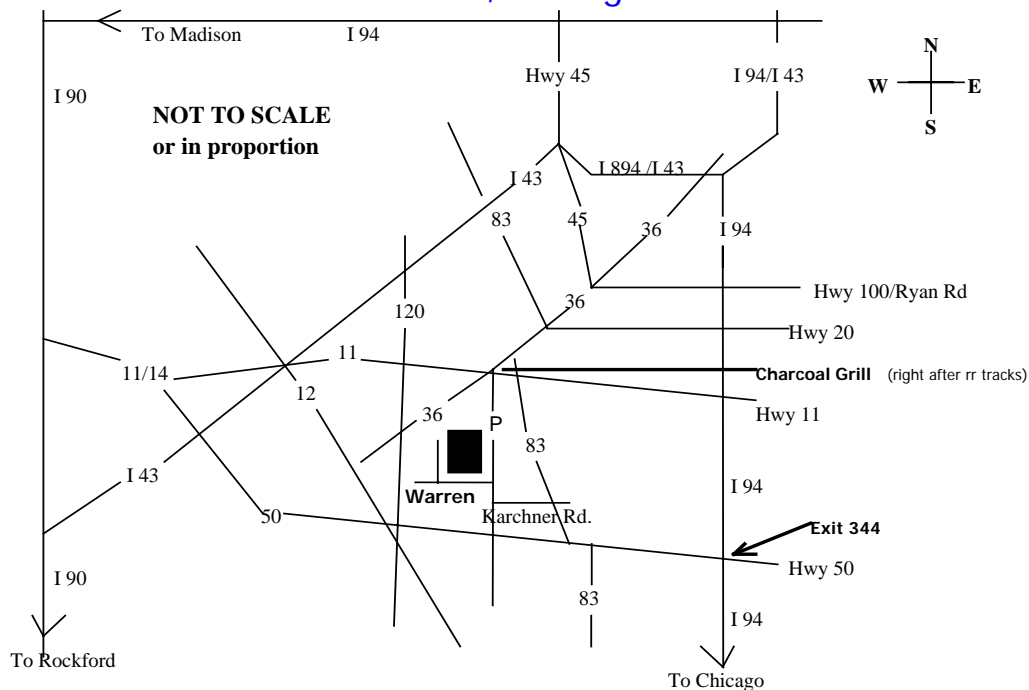 To Madison
I 94
N
W
E
S
Hwy 45
I 94/I 43
I 90
NOT TO SCALE
or in proportion
I 894 /I 43
I 43
83
45
36
I 94
Hwy 100/Ryan Rd
36
120
Hwy 20
11
11/14
Charcoal Grill (right after rr tracks)
12
Hwy 11
36
P
83
I 43
I 94
Warren
50
Karchner Rd.
Exit 344
Hwy 50
I 90
83
I 94
To Rockford
To Chicago